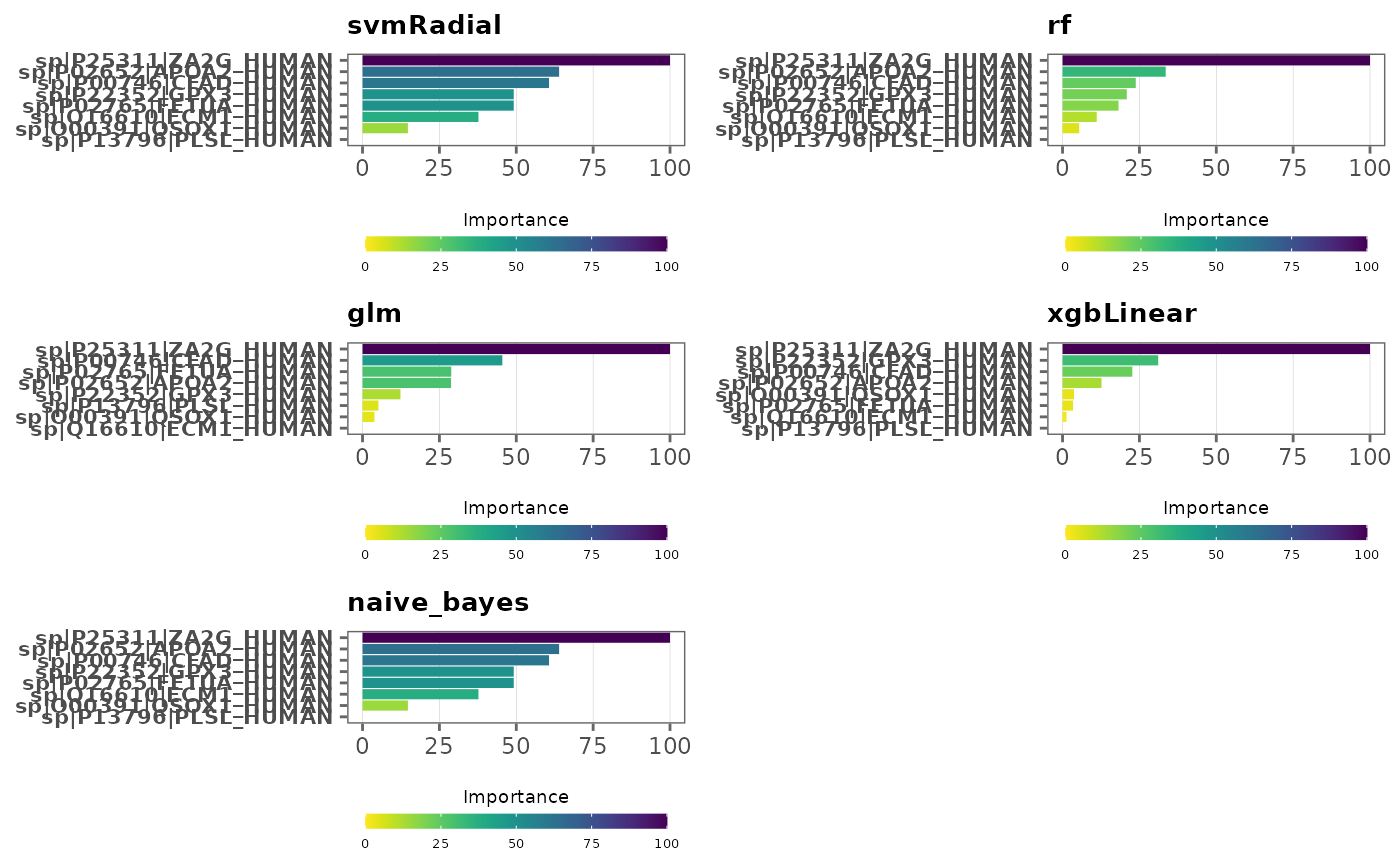 svmRadial
sp|P25311|ZA2G_HUMAN
sp|P02652|APOA2_HUMAN
sp|P00746|CFAD_HUMAN
sp|P22352|GPX3_HUMAN
sp|P02765|FETUA_HUMAN
sp|Q16610|ECM1_HUMAN
sp|O00391|QSOX1_HUMAN
sp|P13796|PLSL_HUMAN
0 25 50 75 100
Importance
0 25 50 75 100
rf
sp|P25311|ZA2G_HUMAN
sp|P02652|APOA2_HUMAN
sp|P00746|CFAD_HUMAN
sp|P22352|GPX3_HUMAN
sp|P02765|FETUA_HUMAN
sp|Q16610|ECM1_HUMAN
sp|O00391|QSOX1_HUMAN
sp|P13796|PLSL_HUMAN
0 25 50 75 100
Importance
0 25 50 75 100
glm
sp|P25311|ZA2G_HUMAN
sp|P00746|CFAD_HUMAN
sp|P02765|FETUA_HUMAN
sp|P02652|APOA2_HUMAN
sp|P22352|GPX3_HUMAN
sp|P13796|PLSL_HUMAN
sp|O00391|QSOX1_HUMAN
sp|Q16610|ECM1_HUMAN
0 25 50 75 100
Importance
0 25 50 75 100
xgbLinear
sp|P25311|ZA2G_HUMAN
sp|P22352|GPX3_HUMAN
sp|P00746|CFAD_HUMAN
sp|P02652|APOA2_HUMAN
sp|O00391|QSOX1_HUMAN
sp|P02765|FETUA_HUMAN
sp|Q16610|ECM1_HUMAN
sp|P13796|PLSL_HUMAN
0 25 50 75 100
Importance
0 25 50 75 100
naive_bayes
sp|P25311|ZA2G_HUMAN
sp|P02652|APOA2_HUMAN
sp|P00746|CFAD_HUMAN
sp|P22352|GPX3_HUMAN
sp|P02765|FETUA_HUMAN
sp|Q16610|ECM1_HUMAN
sp|O00391|QSOX1_HUMAN
sp|P13796|PLSL_HUMAN
0 25 50 75 100
Importance
0 25 50 75 100